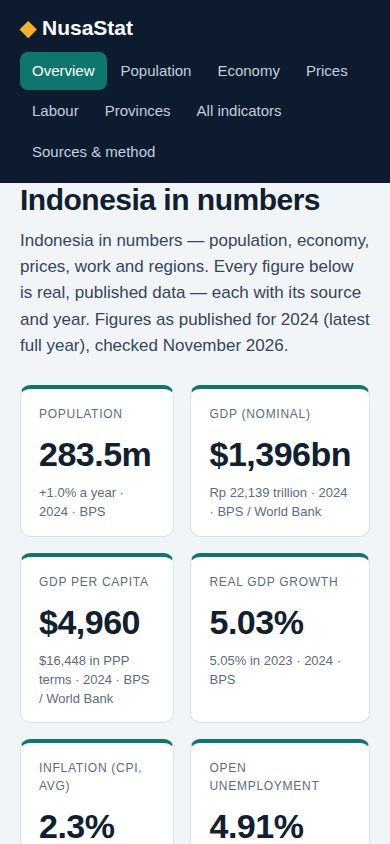 NusaStat
Overview Population Economy Prices
Labour Provinces All indicators
Sources & method
Indonesia in numbers
Indonesia in numbers — population, economy,
prices, work and regions. Every figure below
is real, published data — each with its source
and year. Figures as published for 2024 (latest
full year), checked November 2026.
POPULATION
283.5m
+1.0% a year ·
2024 · BPS
GDP (NOMINAL)
$1,396bn
Rp 22,139 trillion · 2024
· BPS / World Bank
GDP PER CAPITA
$4,960
$16,448 in PPP
terms · 2024 · BPS
/ World Bank
REAL GDP GROWTH
5.03%
5.05% in 2023 · 2024 ·
BPS
INFLATION (CPI,
AVG)
2.3%
OPEN
UNEMPLOYMENT
4.91%